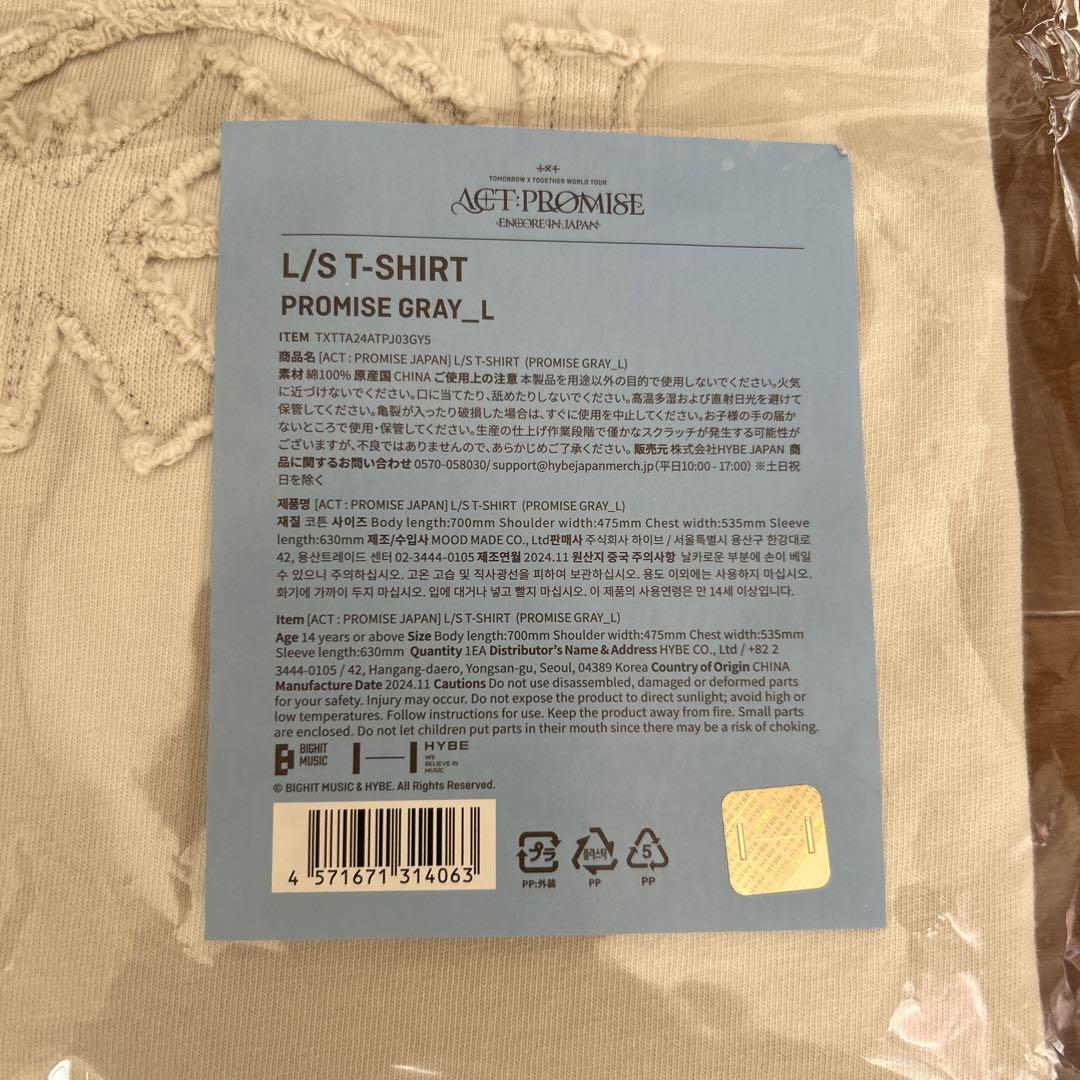 TOMORROW X TOGETHER WORLD TOUR
ACT:PROMISE
ENCORE IN JAPAN
L/S T-SHIRT
PROMISE GRAY_L
ITEM TXTTA24ATPJ03GY5
商品名 [ACT : PROMISE JAPAN] L/S T-SHIRT (PROMISE GRAY_L)
素材 綿100% 原産国 CHINA ご使用上の注意 本製品を用途以外の目的で使用しないでください。火気
に近づけないでください。口に当てたり、舐めたりしないでください。高温多湿および直射日光を避けて
保管してください。亀裂が入ったり破損した場合は、すぐに使用を中止してください。お子様の手の届か
ないところで使用・保管してください。生産の仕上げ作業段階で僅かなスクラッチが発生する可能性が
ございますが、不良ではありませんので、あらかじめご了承ください。 販売元 株式会社HYBE JAPAN 商
品に関するお問い合わせ 0570-058030/ support@hybejapanmerch.jp(平日10:00 - 17:00) ※土日祝
日を除く
제품명 [ACT : PROMISE JAPAN] L/S T-SHIRT (PROMISE GRAY_L)
재질 코튼 사이즈 Body length:700mm Shoulder width:475mm Chest width:535mm Sleeve
length:630mm 제조/수입사 MOOD MADE CO., Ltd판매사 주식회사 하이브 / 서울특별시 용산구 한강대로
42, 용산트레이드 센터 02-3444-0105 제조연월 2024.11 원산지 중국 주의사항 날카로운 부분에 손이 베일
수 있으니 주의하십시오. 고온 고습 및 직사광선을 피하여 보관하십시오. 용도 이외에는 사용하지 마십시오.
화기에 가까이 두지 마십시오. 입에 대거나 넣고 빨지 마십시오. 이 제품의 사용연령은 만 14세 이상입니다.
Item [ACT : PROMISE JAPAN] L/S T-SHIRT (PROMISE GRAY_L)
Age 14 years or above Size Body length:700mm Shoulder width:475mm Chest width:535mm
Sleeve length:630mm Quantity 1EA Distributor's Name & Address HYBE CO., Ltd / +82 2
3444-0105 / 42, Hangang-daero, Yongsan-gu, Seoul, 04389 Korea Country of Origin CHINA
Manufacture Date 2024.11 Cautions Do not use disassembled, damaged or deformed parts
for your safety. Injury may occur. Do not expose the product to direct sunlight; avoid high or
low temperatures. Follow instructions for use. Keep the product away from fire. Small parts
are enclosed. Do not let children put parts in their mouth since there may be a risk of choking.
BIGHIT MUSIC
HYBE
WE BELIEVE IN MUSIC
© BIGHIT MUSIC & HYBE. All Rights Reserved.
4 571671 314063
プラ
PP:外装
플라스틱
PP
5
PP
HYBE HYBE HYBE